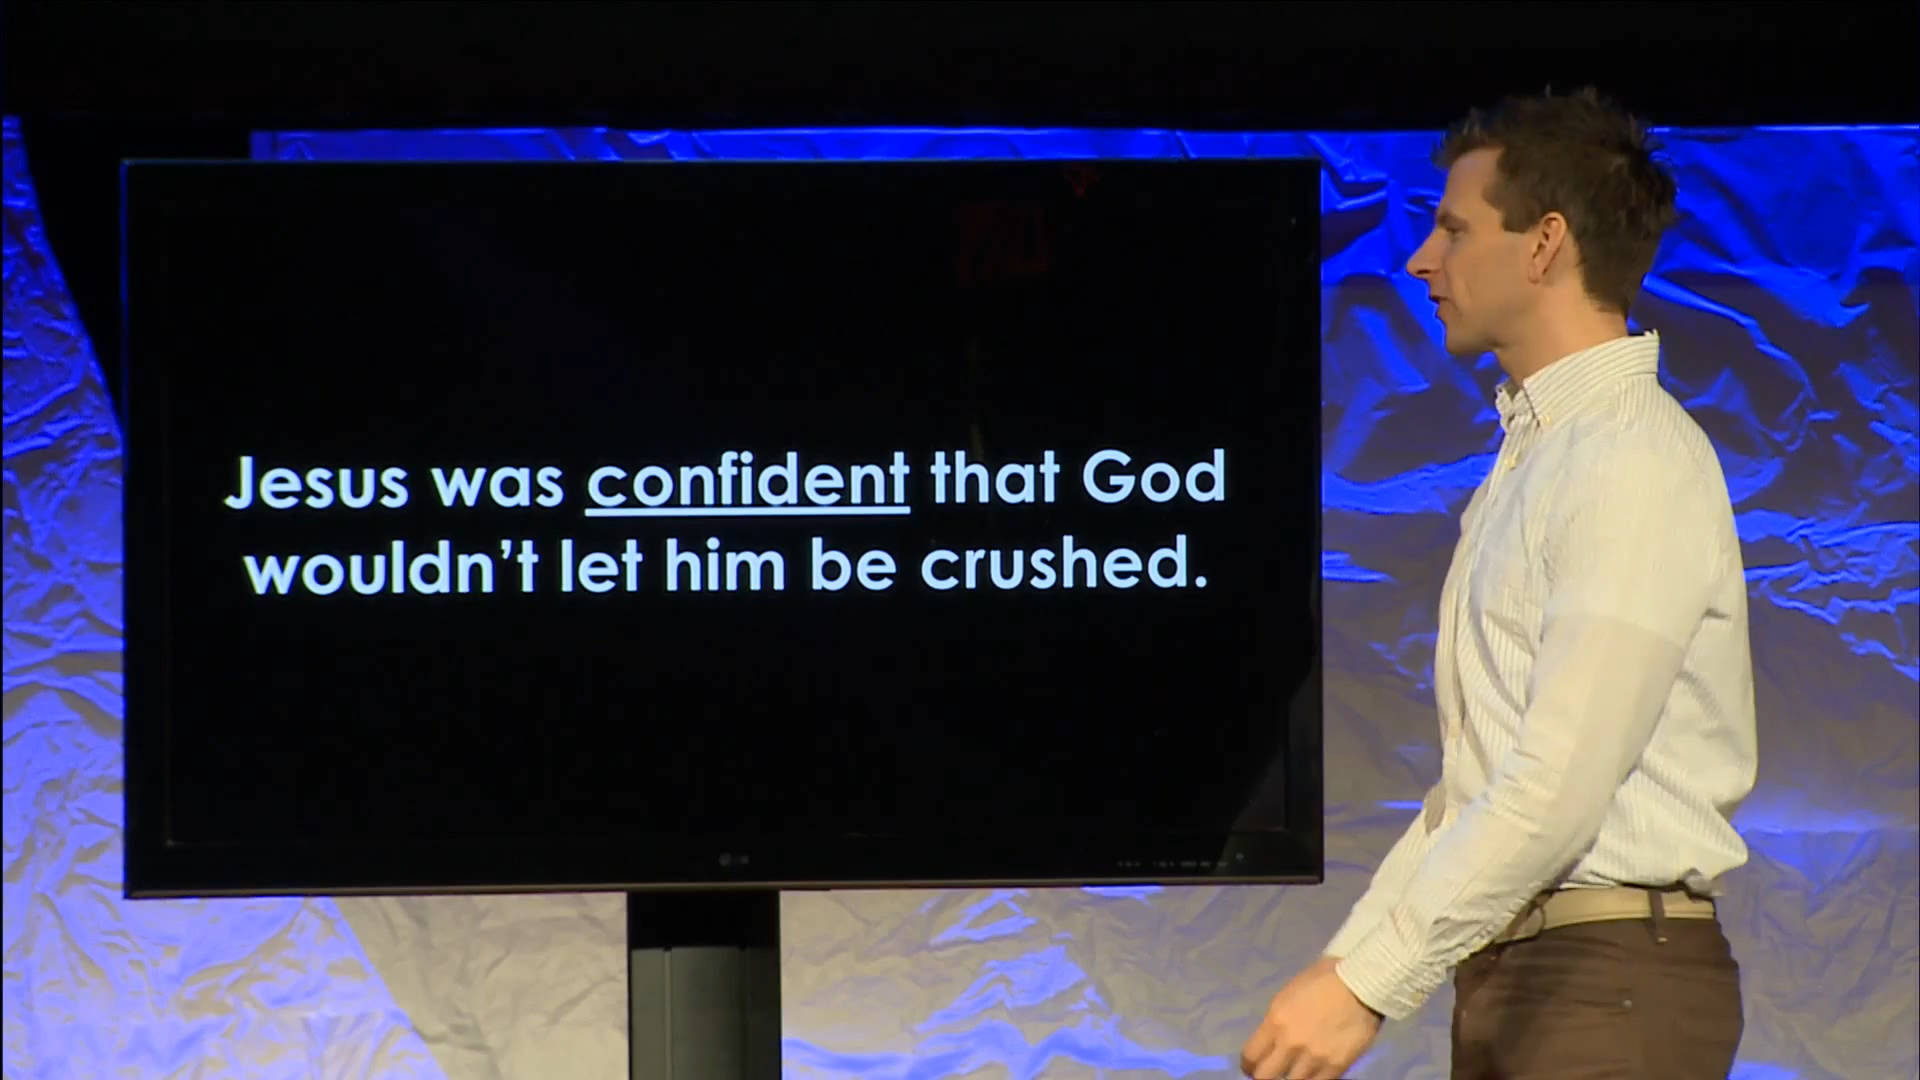 Jesus was confident that God
wouldn't let him be crushed.